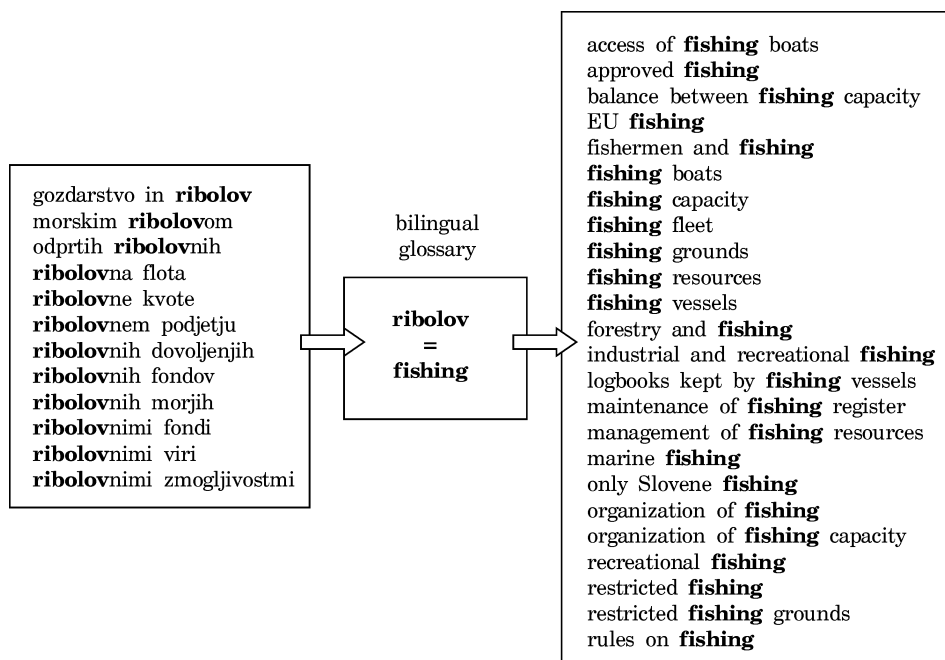 gozdarstvo in ribolov
morskim ribolovom
odprtih ribolovnih
ribolovna flota
ribolovne kvote
ribolovnem podjetju
ribolovnih dovoljenjih
ribolovnih fondov
ribolovnih morjih
ribolovnimi fondi
ribolovnimi viri
ribolovnimi zmogljivostmi
bilingual
glossary
ribolov
=
fishing
access of fishing boats
approved fishing
balance between fishing capacity
EU fishing
fishermen and fishing
fishing boats
fishing capacity
fishing fleet
fishing grounds
fishing resources
fishing vessels
forestry and fishing
industrial and recreational fishing
logbooks kept by fishing vessels
maintenance of fishing register
management of fishing resources
marine fishing
only Slovene fishing
organization of fishing
organization of fishing capacity
recreational fishing
restricted fishing
restricted fishing grounds
rules on fishing